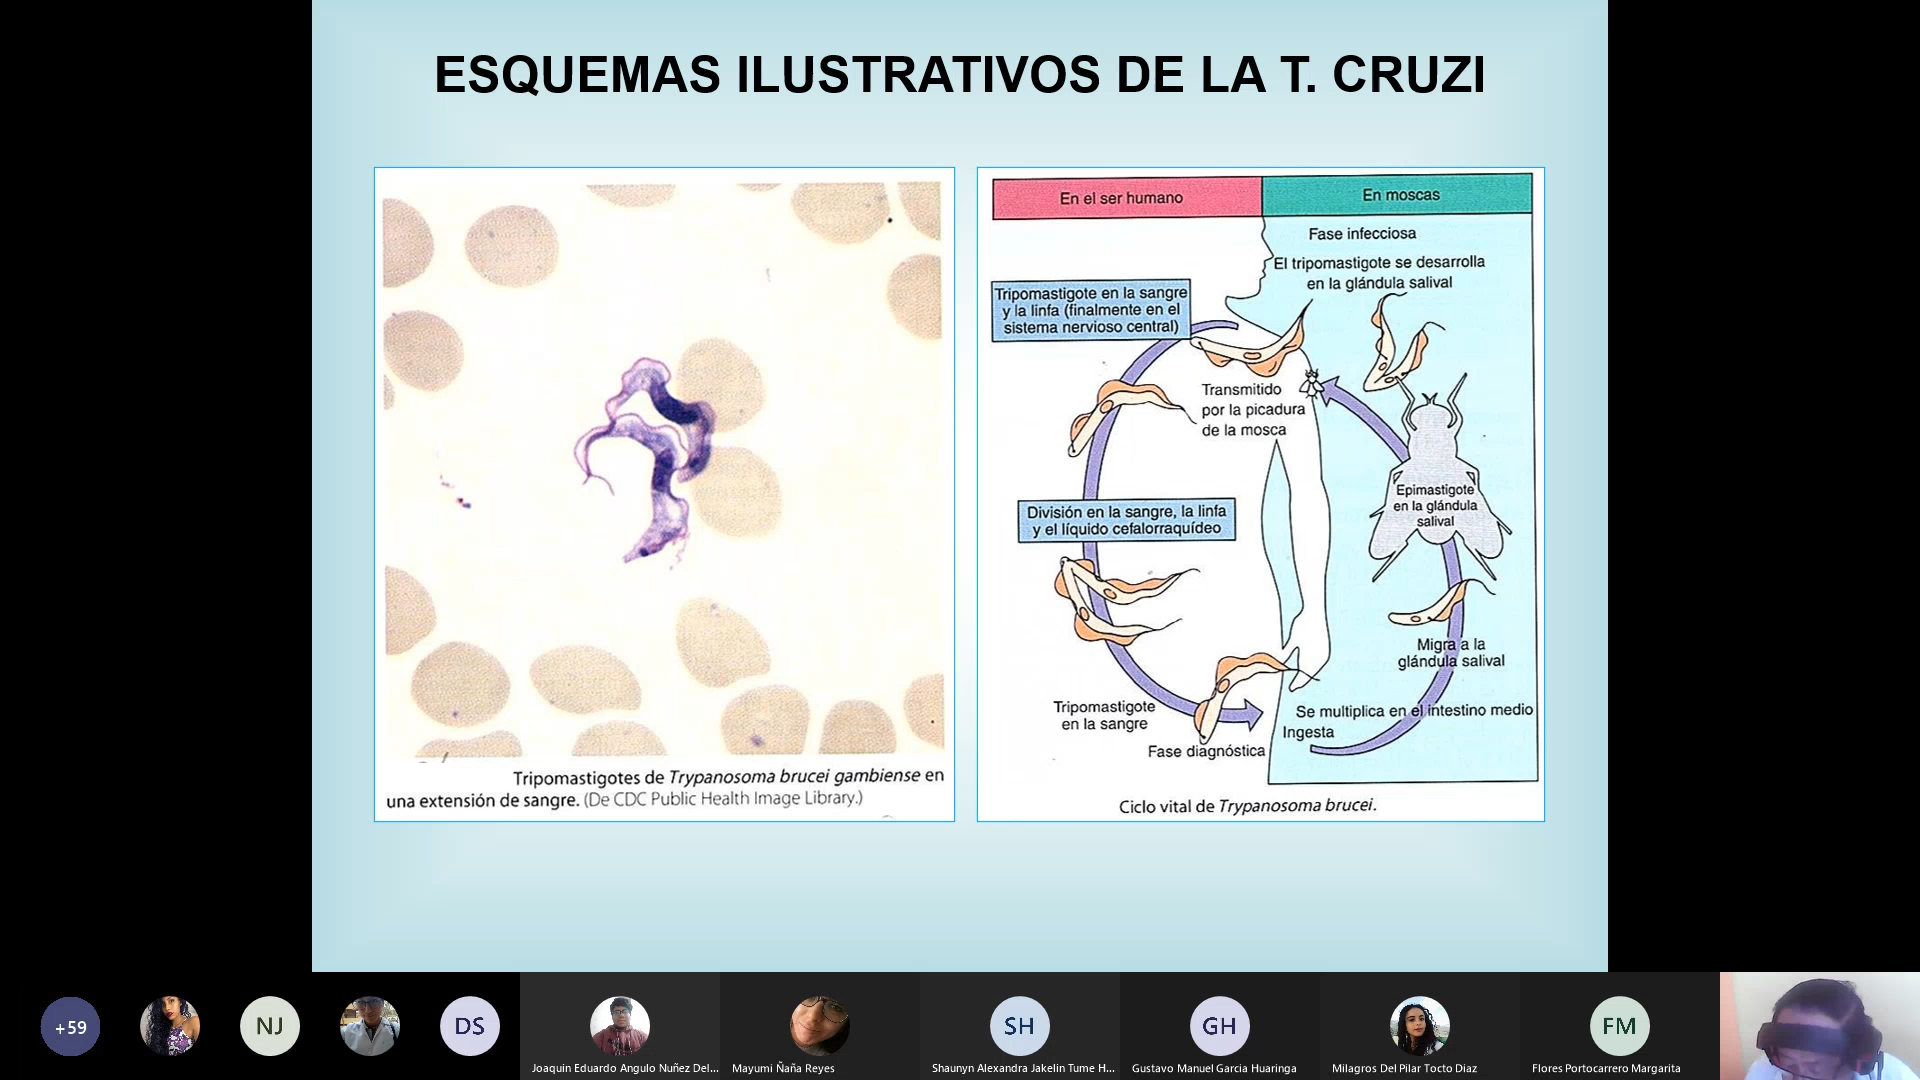 ESQUEMAS ILUSTRATIVOS DE LA T. CRUZI
Tripomastigotes de Trypanosoma brucei gambiense en
una extensión de sangre. (De CDC Public Health Image Library.)
En el ser humano
En moscas
Fase infecciosa
El tripomastigote se desarrolla
en la glándula salival
Tripomastigote en la sangre
y la linfa (finalmente en el
sistema nervioso central)
Transmitido
por la picadura
de la mosca
Epimastigote
en la glándula
salival
División en la sangre, la linfa
y el líquido cefalorraquídeo
Migra a la
glándula salival
Tripomastigote
en la sangre
Se multiplica en el intestino medio
Ingesta
Fase diagnóstica
Ciclo vital de Trypanosoma brucei.
+59
NJ
DS
Joaquin Eduardo Angulo Nuñez Del...
Mayumi Ñaña Reyes
SH
Shaunyn Alexandra Jakelin Tume H...
GH
Gustavo Manuel Garcia Huaringa
Milagros Del Pilar Tocto Diaz
FM
Flores Portocarrero Margarita